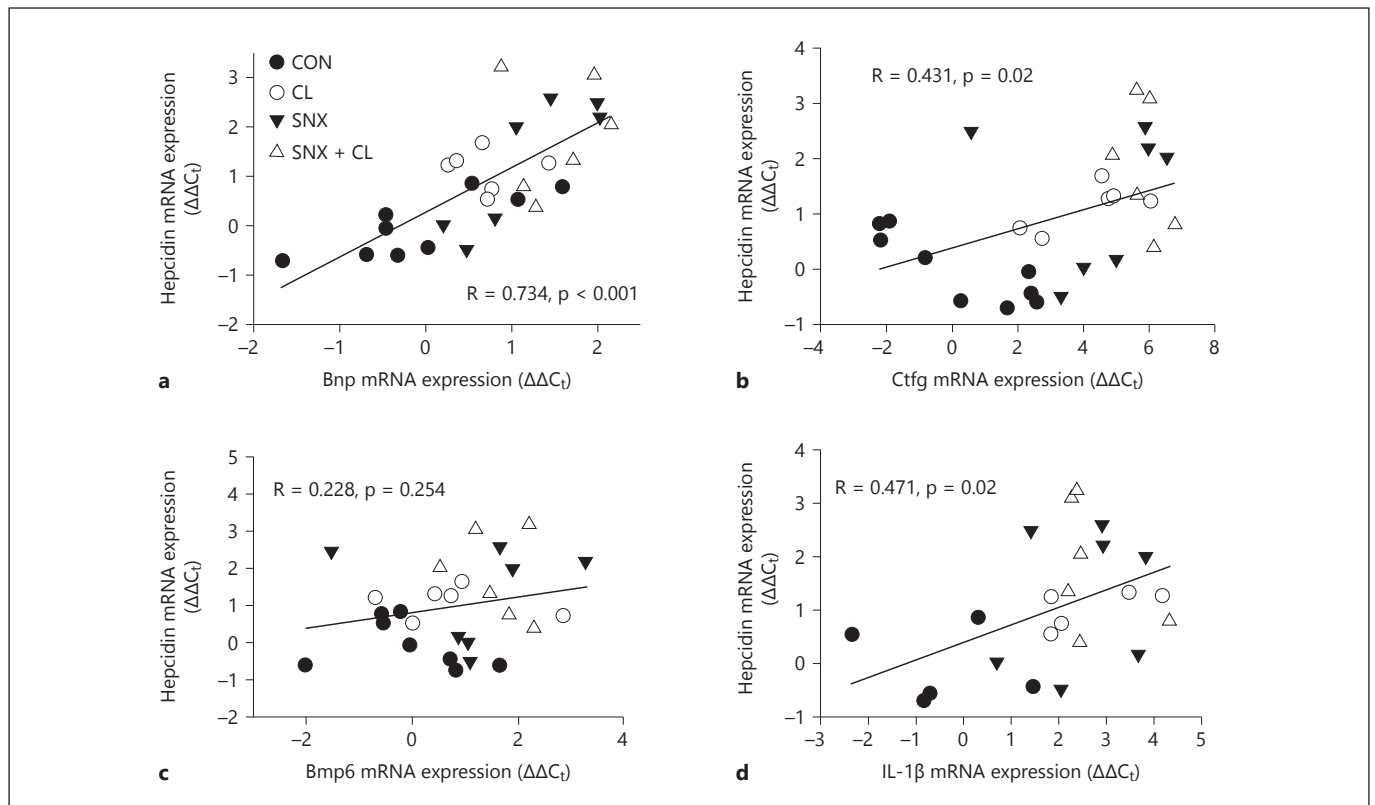 Hepcidin mRNA expression
(ΔΔCt)
3
2
1
0
–1
–2
CON
CL
SNX
SNX + CL
R = 0.734, p < 0.001
–2
–1
0
1
2
a
Bnp mRNA expression (ΔΔCt)
Hepcidin mRNA expression
(ΔΔCt)
4
3
2
1
0
–1
R = 0.431, p = 0.02
–4
–2
0
2
4
6
8
b
Ctfg mRNA expression (ΔΔCt)
Hepcidin mRNA expression
(ΔΔCt)
5
4
3
2
1
0
–1
–2
R = 0.228, p = 0.254
–2
0
2
4
c
Bmp6 mRNA expression (ΔΔCt)
Hepcidin mRNA expression
(ΔΔCt)
4
3
2
1
0
–1
R = 0.471, p = 0.02
–3
–2
–1
0
1
2
3
4
5
d
IL-1β mRNA expression (ΔΔCt)